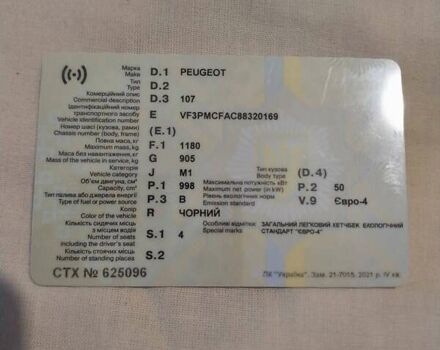 Марка
Make D.1 PEUGEOT
Тип
Type D.2
Комерційний опис
Commercial description D.3 107
Ідентифікаційний номер
транспортного засобу
Vehicle identification number E VF3PMCFAC88320169
Номер шасі (кузова, рами)
Chassis number (frame) (E.1)
Повна маса, кг
Maximum mass, kg F.1 1180
Маса без навантаження, кг
Mass of the vehicle in service, kg G 905
Категорія
Vehicle category J M1 Тип кузова
Body type (D.4)
Об'єм двигуна, см³
Capacity, cm³ P.1 998 Максимальна потужність кВт
Maximum net power (in kW) P.2 50
Тип палива або джерела енергії
Type of fuel or power source P.3 B Рівень екологічних норм
Emission standard V.9 Євро-4
Колір
Color of the vehicle R ЧОРНИЙ Особливі відмітки:
Special marks ЗАГАЛЬНИЙ ЛЕГКОВИЙ ХЕТЧБЕК ЕКОЛОГІЧНИЙ
СТАНДАРТ "ЄВРО-4"
Кількість сидячих місць
з місцем водія
Number of seats
including the driver's seat S.1 4
Кількість стоячих місць
Number of standing places S.2
СТХ № 625096
ПК "Україна". Зам. 21-7015. 2021 р. IV кв.